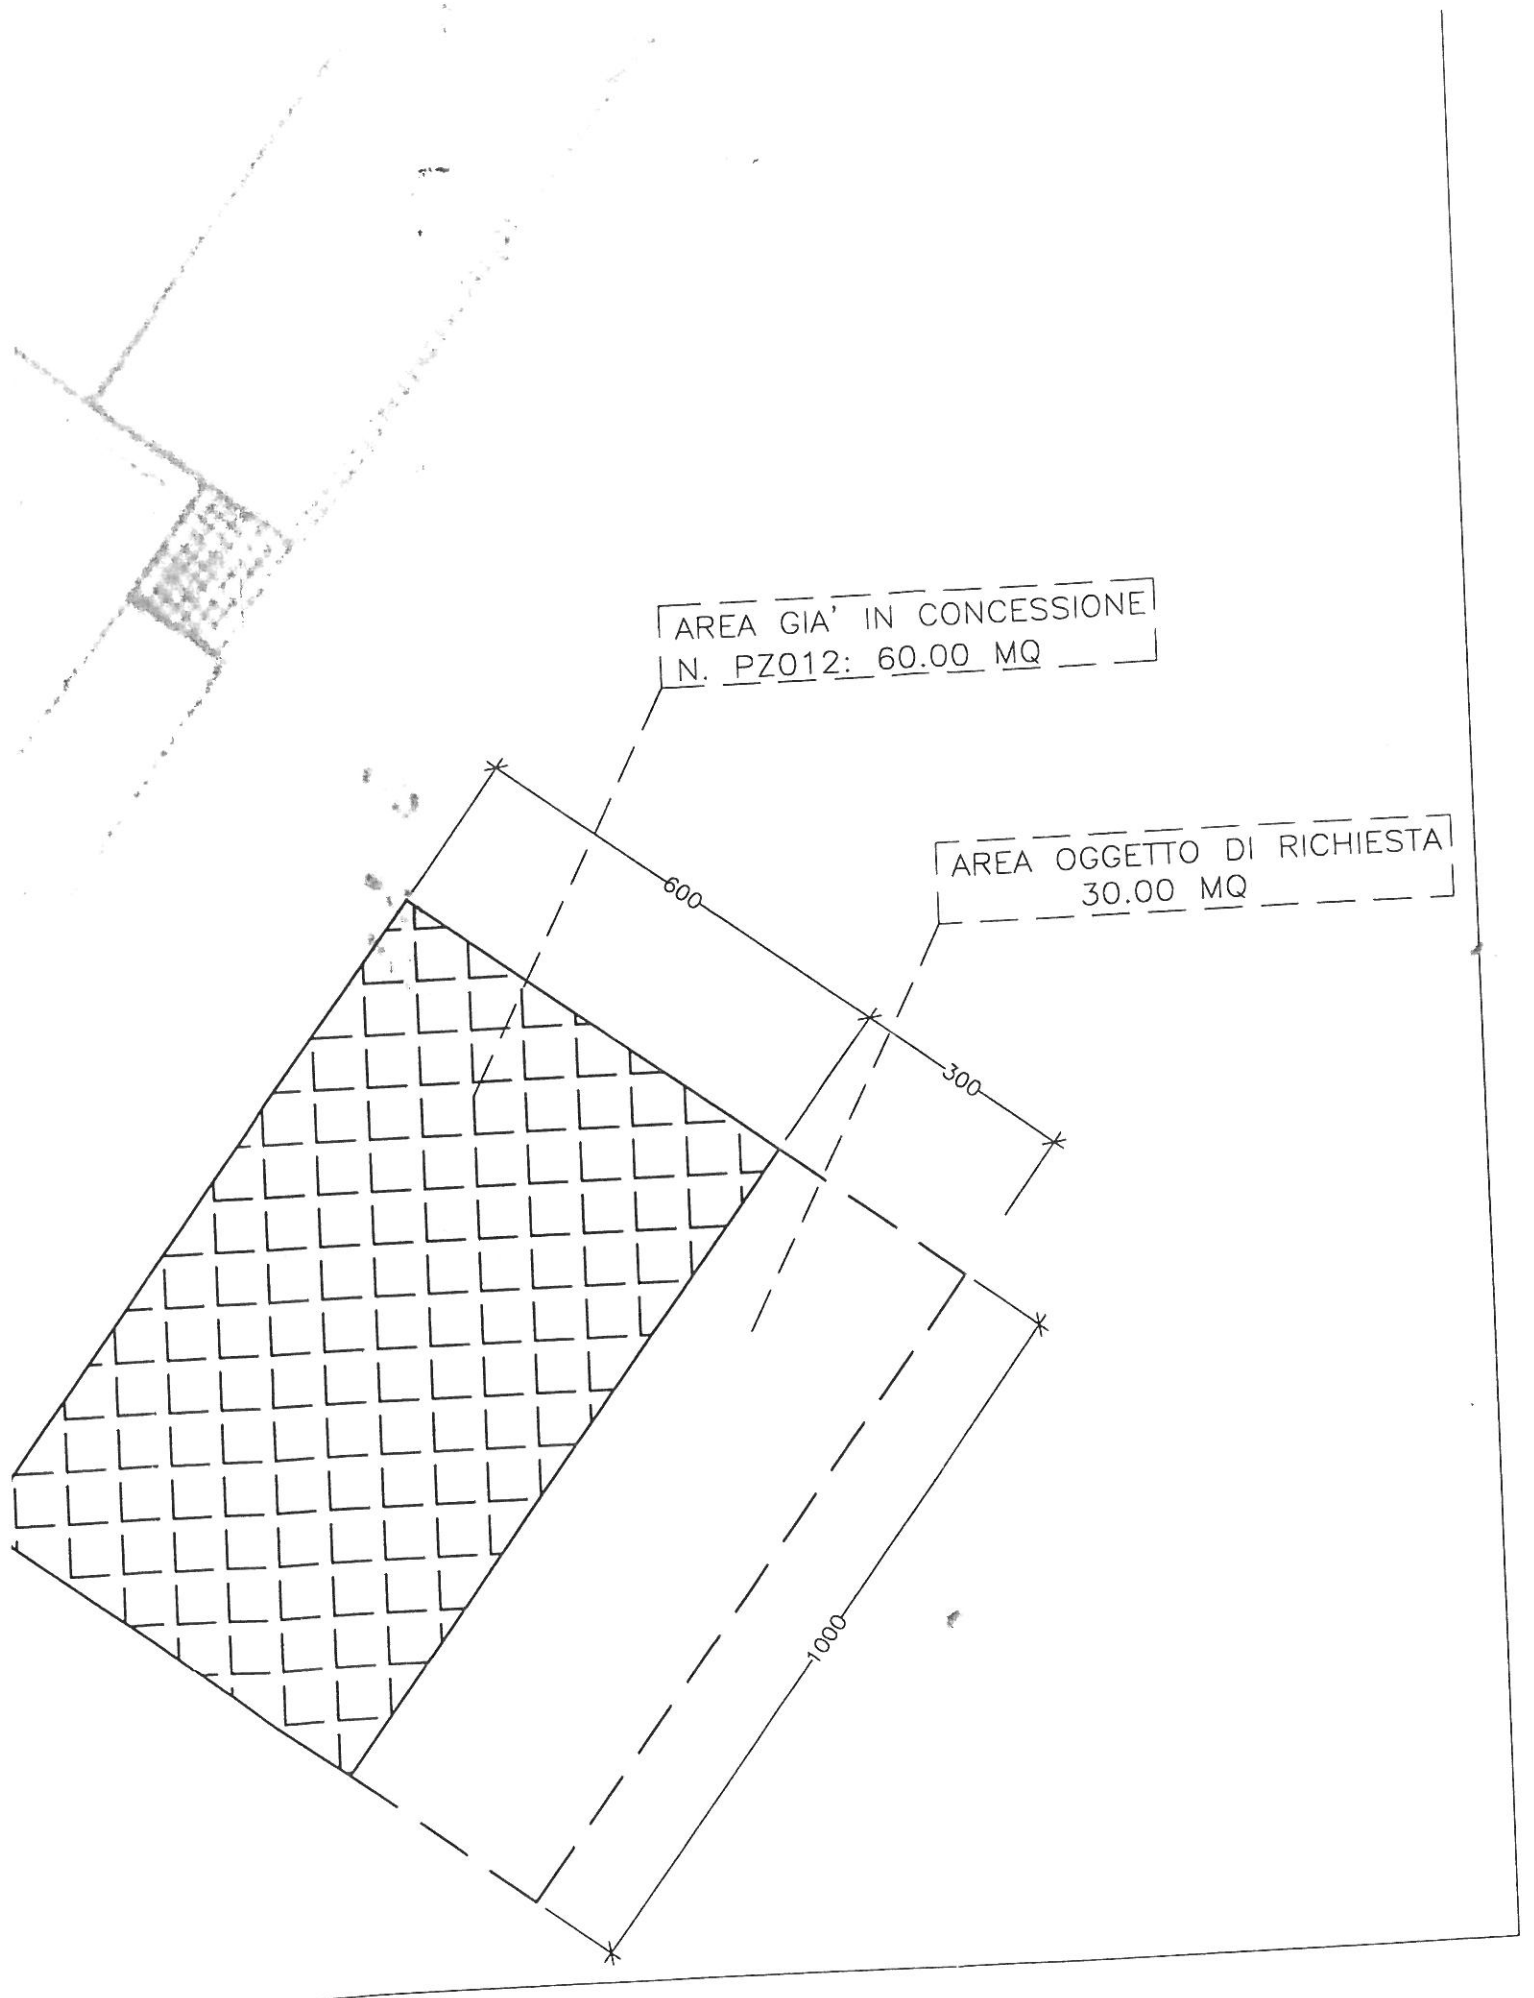 AREA GIA' IN CONCESSIONE
N. PZ012: 60.00 MQ
600
AREA OGGETTO DI RICHIESTA
30.00 MQ
300
1000